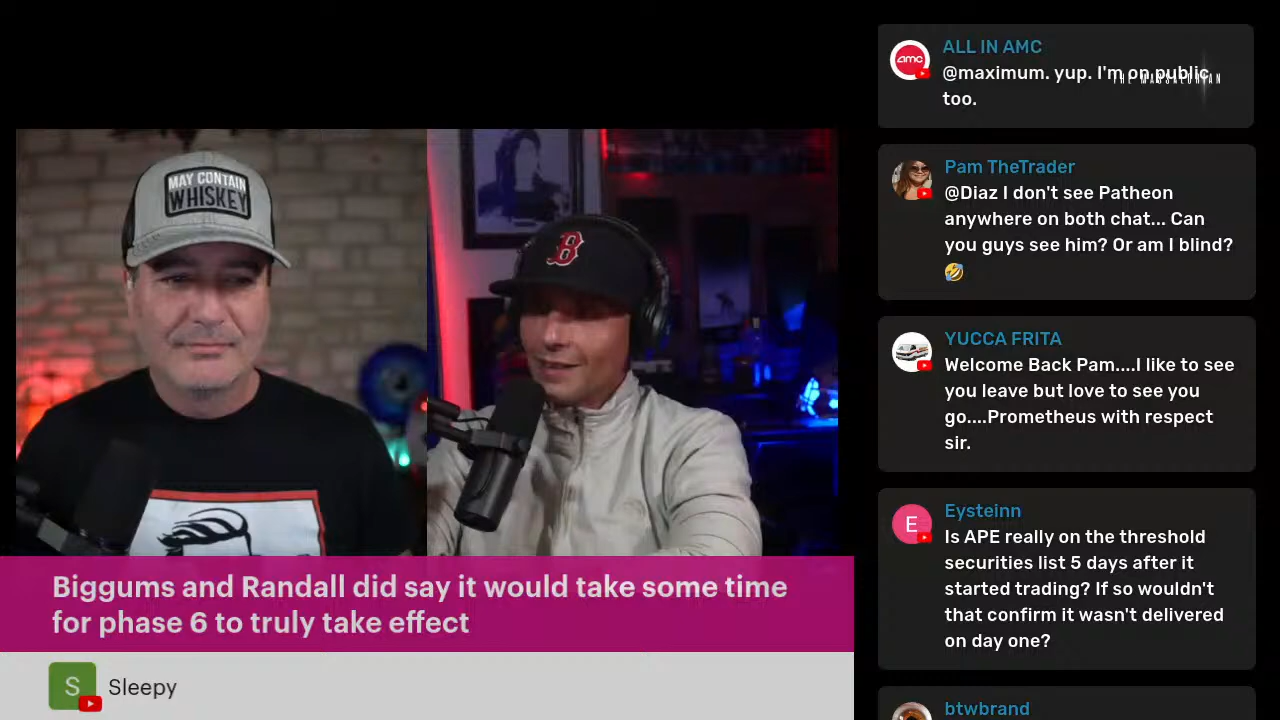 MAY CONTAIN
WHISKEY
B
Biggums and Randall did say it would take some time
for phase 6 to truly take effect
S
Sleepy
amc
ALL IN AMC
@maximum. yup. I'm on public
too.
Pam TheTrader
@Diaz I don't see Patheon
anywhere on both chat... Can
you guys see him? Or am I blind?
🤣
YUCCA FRITA
Welcome Back Pam....I like to see
you leave but love to see you
go....Prometheus with respect
sir.
E
Eysteinn
Is APE really on the threshold
securities list 5 days after it
started trading? If so wouldn't
that confirm it wasn't delivered
on day one?
btwbrand